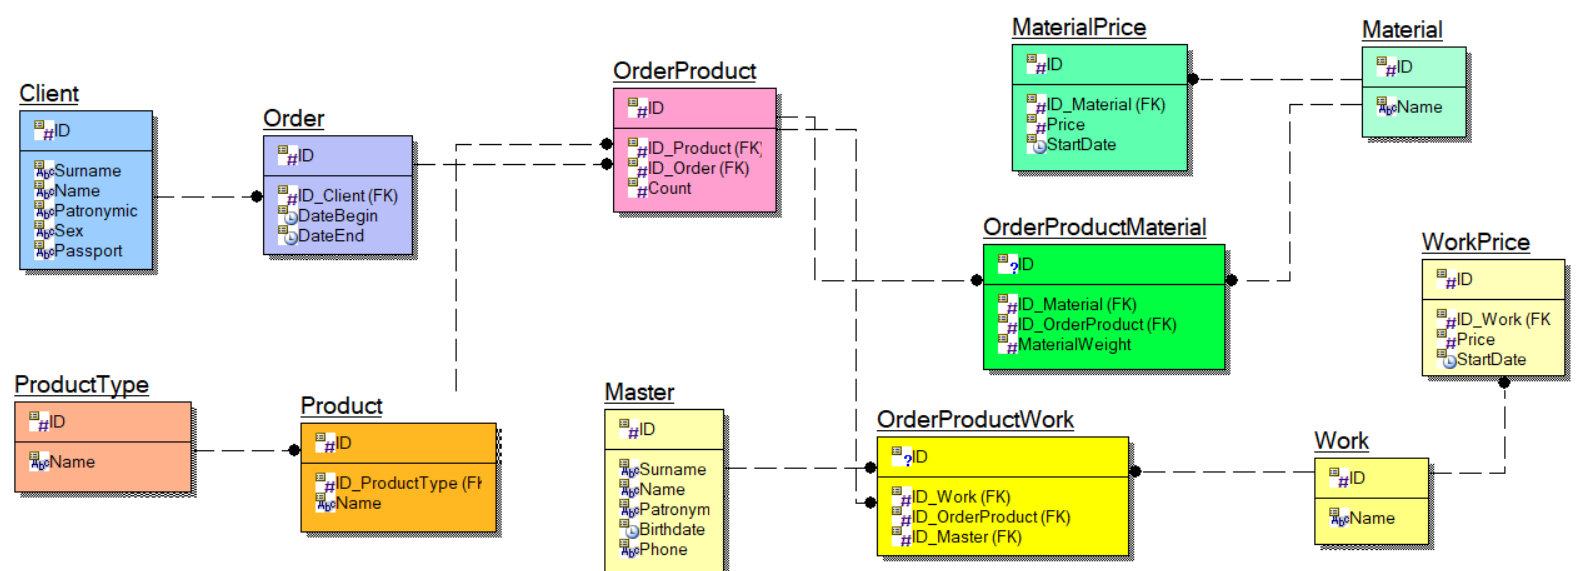 Client
ID
Surname
Name
Patronymic
Sex
Passport
Order
ID
ID_Client (FK)
DateBegin
DateEnd
OrderProduct
ID
ID_Product (FK)
ID_Order (FK)
Count
MaterialPrice
ID
ID_Material (FK)
Price
StartDate
Material
ID
Name
OrderProductMaterial
ID
ID_Material (FK)
ID_OrderProduct (FK)
MaterialWeight
WorkPrice
ID
ID_Work (FK
Price
StartDate
ProductType
ID
Name
Product
ID
ID_ProductType (FK
Name
Master
ID
Surname
Name
Patronym
Birthdate
Phone
OrderProductWork
ID
ID_Work (FK)
ID_OrderProduct (FK)
ID_Master (FK)
Work
ID
Name